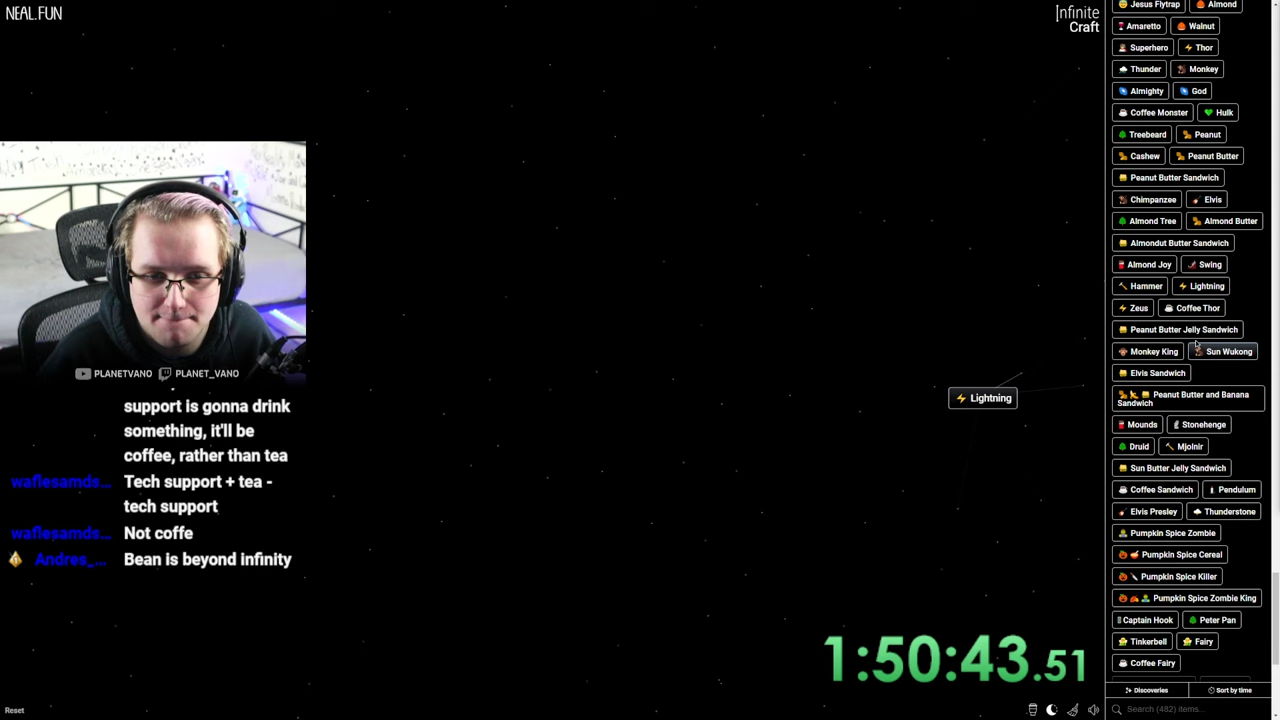 NEAL.FUN
Infinite
Craft
PLANETVANO PLANET_VANO
support is gonna drink
something, it'll be
coffee, rather than tea
waflesamds... Tech support + tea -
tech support
waflesamds... Not coffe
Andres_... Bean is beyond infinity
Lightning
1:50:43.51
Reset
Jesus Flytrap Almond
Amaretto Walnut
Superhero Thor
Thunder Monkey
Almighty God
Coffee Monster Hulk
Treebeard Peanut
Cashew Peanut Butter
Peanut Butter Sandwich
Chimpanzee Elvis
Almond Tree Almond Butter
Almondut Butter Sandwich
Almond Joy Swing
Hammer Lightning
Zeus Coffee Thor
Peanut Butter Jelly Sandwich
Monkey King Sun Wukong
Elvis Sandwich
Peanut Butter and Banana
Sandwich
Mounds Stonehenge
Druid Mjolnir
Sun Butter Jelly Sandwich
Coffee Sandwich Pendulum
Elvis Presley Thunderstone
Pumpkin Spice Zombie
Pumpkin Spice Cereal
Pumpkin Spice Killer
Pumpkin Spice Zombie King
Captain Hook Peter Pan
Tinkerbell Fairy
Coffee Fairy
Discoveries Sort by time
Search (482) items...